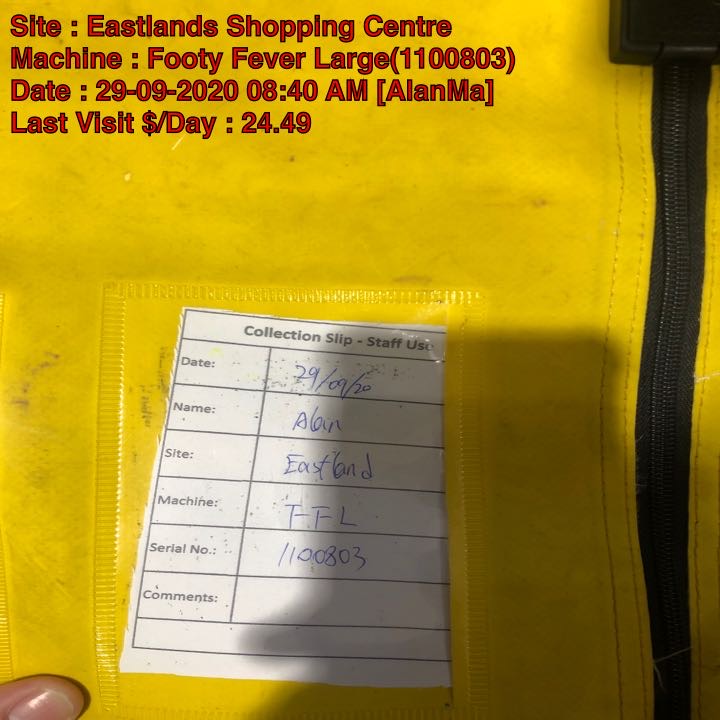 Site : Eastlands Shopping Centre
Machine : Footy Fever Large(1100803)
Date : 29-09-2020 08:40 AM [AlanMa]
Last Visit $/Day : 24.49
Collection Slip - Staff Use
Date: 29/09/20
Name: Alan
Site: Eastland
Machine: FFL
Serial No.: 1100803
Comments: